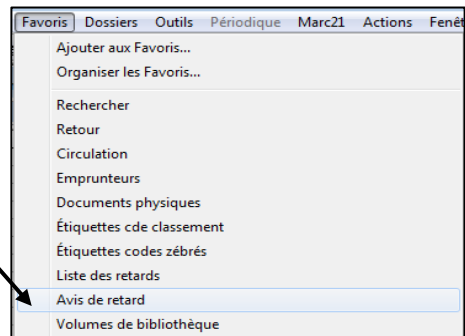 Favoris Dossiers Outils Périodique Marc21 Actions Fenêt
Ajouter aux Favoris...
Organiser les Favoris...
Rechercher
Retour
Circulation
Emprunteurs
Documents physiques
Étiquettes cde classement
Étiquettes codes zébrés
Liste des retards
Avis de retard
Volumes de bibliothèque